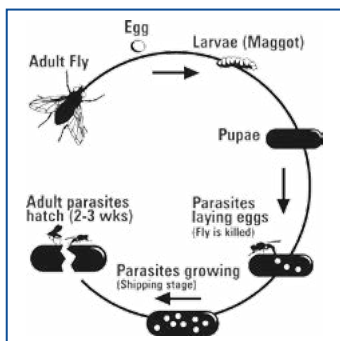 Egg
Larvae (Maggot)
Adult Fly
Pupae
Adult parasites
hatch (2-3 wks)
Parasites
laying eggs
(Fly is killed)
Parasites growing
(Shipping stage)